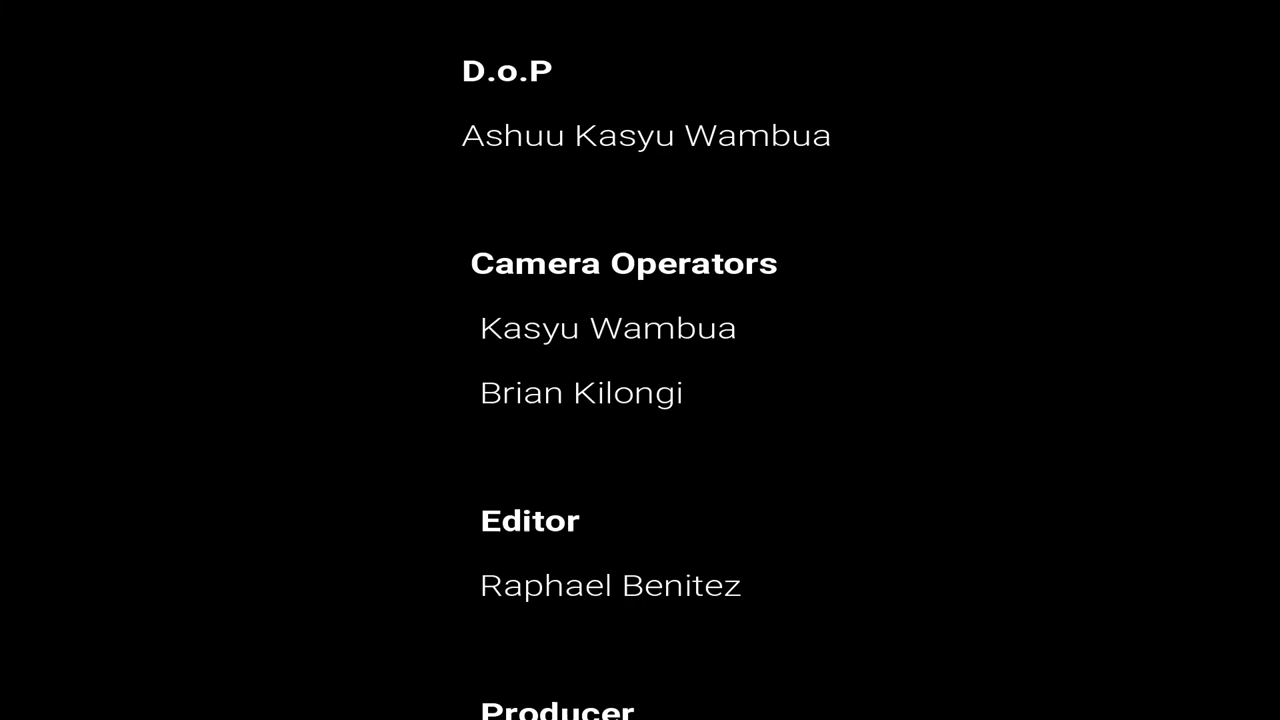 D.o.P
Ashuu Kasyu Wambua
Camera Operators
Kasyu Wambua
Brian Kilongi
Editor
Raphael Benitez
Producer